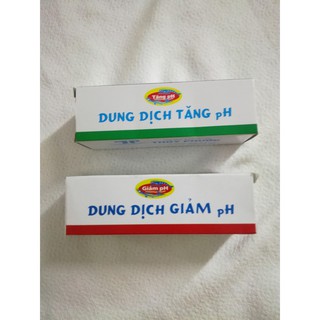 Tăng pH
DUNG DỊCH TĂNG pH
Giảm pH
DUNG DỊCH GIẢM pH